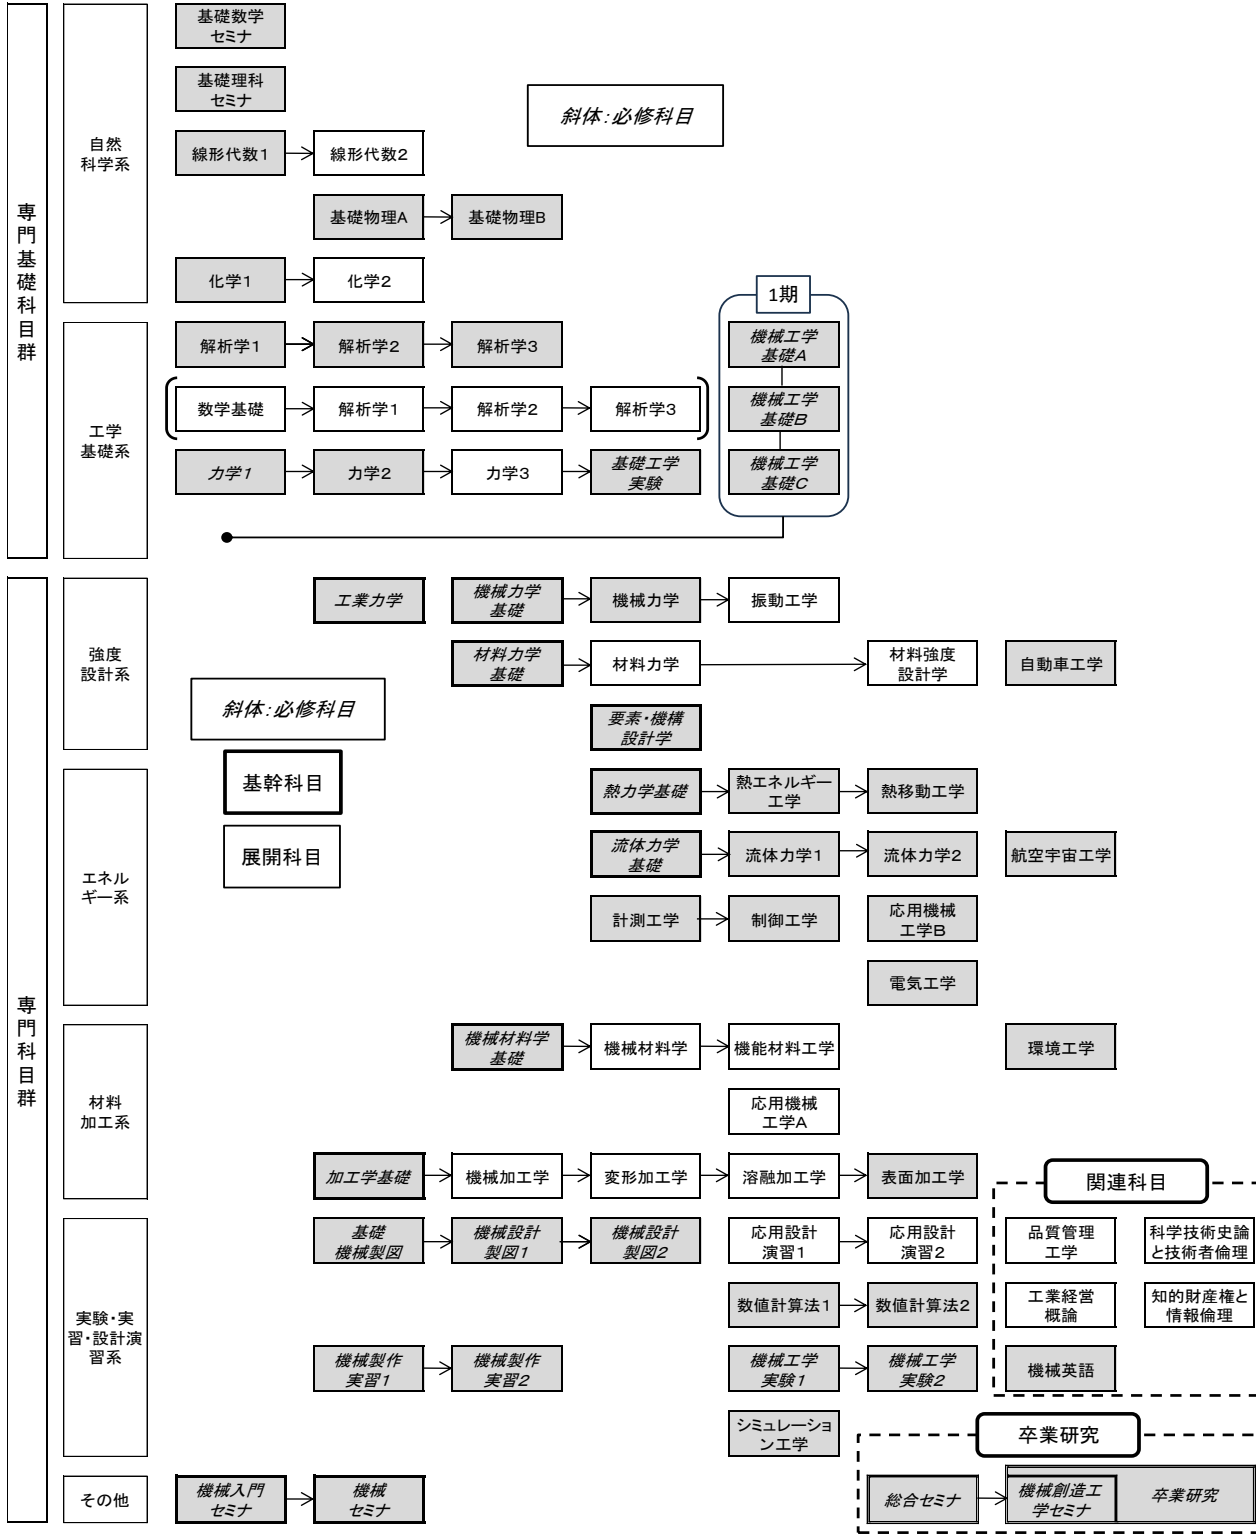 専門基礎科目群
自然
科学系
基礎数学
セミナ
基礎理科
セミナ
斜体：必修科目
線形代数1
線形代数2
基礎物理A
基礎物理B
化学1
化学2
工学
基礎系
1期
解析学1
解析学2
解析学3
機械工学
基礎A
数学基礎
解析学1
解析学2
解析学3
機械工学
基礎B
力学1
力学2
力学3
基礎工学
実験
機械工学
基礎C
専門科目群
強度
設計系
工業力学
機械力学
基礎
機械力学
振動工学
材料力学
基礎
材料力学
材料強度
設計学
自動車工学
斜体：必修科目
要素・機構
設計学
基幹科目
展開科目
エネル
ギー系
熱力学基礎
熱エネルギー
工学
熱移動工学
流体力学
基礎
流体力学1
流体力学2
航空宇宙工学
計測工学
制御工学
応用機械
工学B
電気工学
材料
加工系
機械材料学
基礎
機械材料学
機能材料工学
環境工学
応用機械
工学A
加工学基礎
機械加工学
変形加工学
溶融加工学
表面加工学
関連科目
実験・実
習・設計演
習系
基礎
機械製図
機械設計
製図1
機械設計
製図2
応用設計
演習1
応用設計
演習2
品質管理
工学
科学技術史論
と技術者倫理
数値計算法1
数値計算法2
工業経営
概論
知的財産権と
情報倫理
機械製作
実習1
機械製作
実習2
機械工学
実験1
機械工学
実験2
機械英語
シミュレーショ
ン工学
卒業研究
その他
機械入門
セミナ
機械
セミナ
総合セミナ
機械創造工
学セミナ
卒業研究